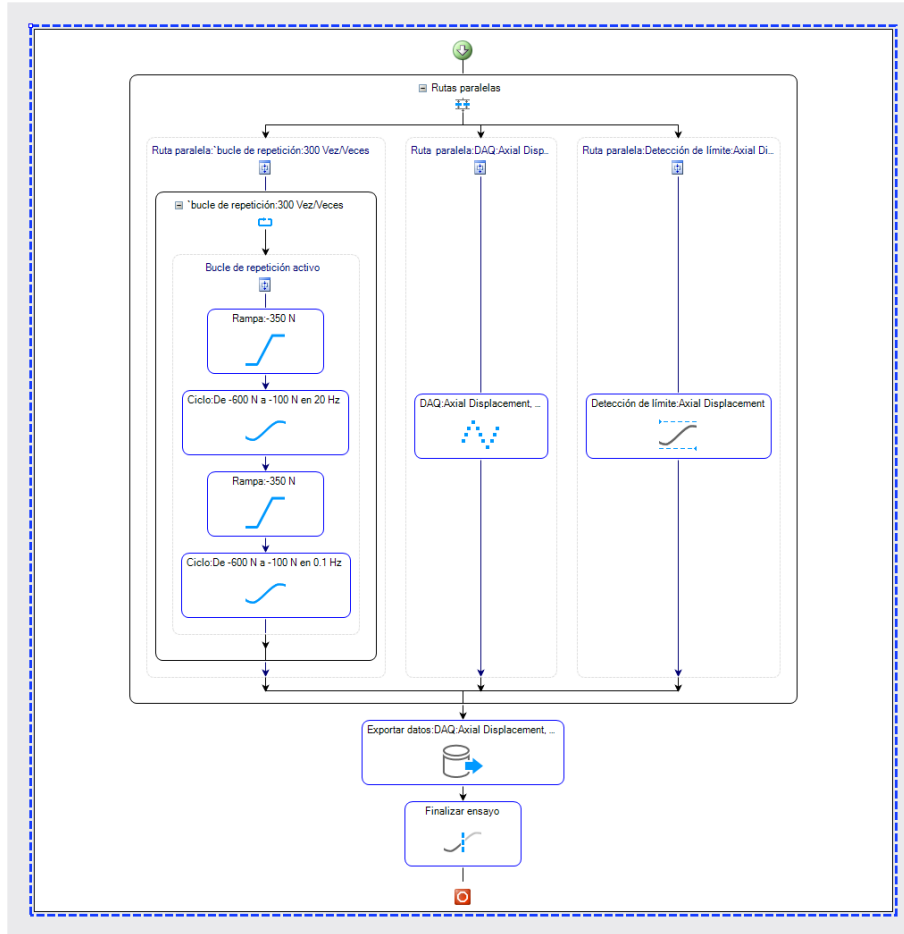 Rutas paralelas
Ruta paralela:`bucle de repetición:300 Vez/Veces
Ruta paralela:DAQ:Axial Disp...
Ruta paralela:Detección de límite:Axial Di...
`bucle de repetición:300 Vez/Veces
Bucle de repetición activo
Rampa:-350 N
Ciclo:De -600 N a -100 N en 20 Hz
DAQ:Axial Displacement, ...
Detección de límite:Axial Displacement
Rampa:-350 N
Ciclo:De -600 N a -100 N en 0.1 Hz
Exportar datos:DAQ:Axial Displacement, ...
Finalizar ensayo